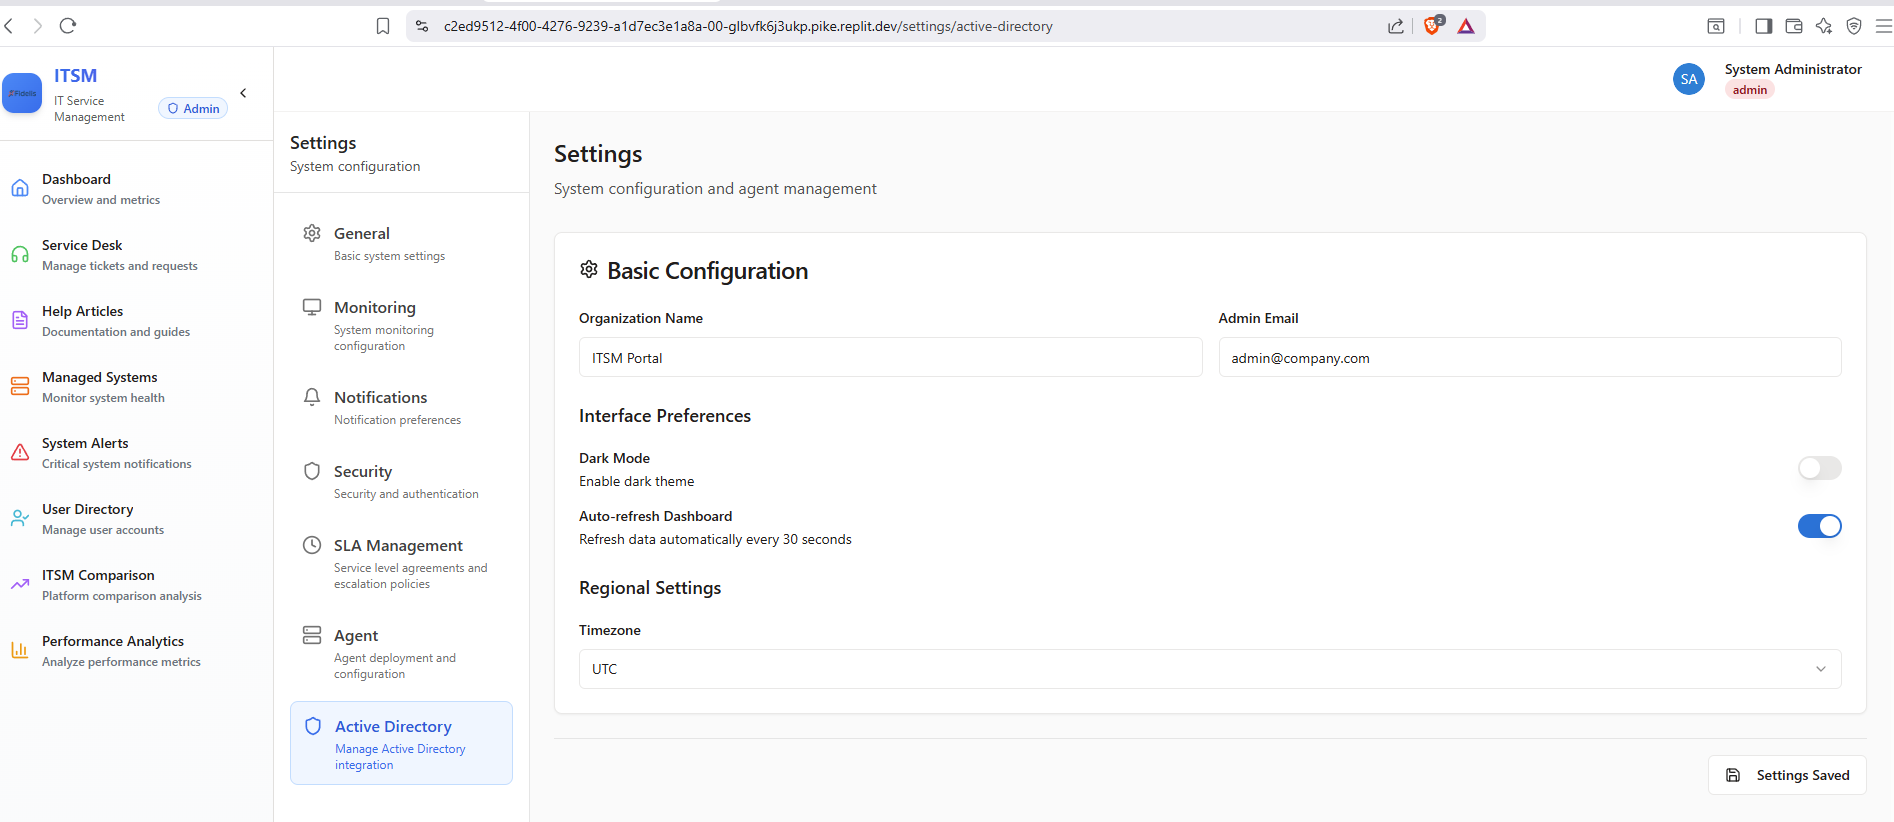 c2ed9512-4f00-4276-9239-a1d7ec3e1a8a-00-glbvfk6j3ukp.pike.replit.dev/settings/active-directory
2
Fidelis
ITSM
IT Service
Management
Admin
SA
System Administrator
admin
Dashboard
Overview and metrics
Service Desk
Manage tickets and requests
Help Articles
Documentation and guides
Managed Systems
Monitor system health
System Alerts
Critical system notifications
User Directory
Manage user accounts
ITSM Comparison
Platform comparison analysis
Performance Analytics
Analyze performance metrics
Settings
System configuration
General
Basic system settings
Monitoring
System monitoring
configuration
Notifications
Notification preferences
Security
Security and authentication
SLA Management
Service level agreements and
escalation policies
Agent
Agent deployment and
configuration
Active Directory
Manage Active Directory
integration
Settings
System configuration and agent management
Basic Configuration
Organization Name
ITSM Portal
Admin Email
admin@company.com
Interface Preferences
Dark Mode
Enable dark theme
Auto-refresh Dashboard
Refresh data automatically every 30 seconds
Regional Settings
Timezone
UTC
Settings Saved